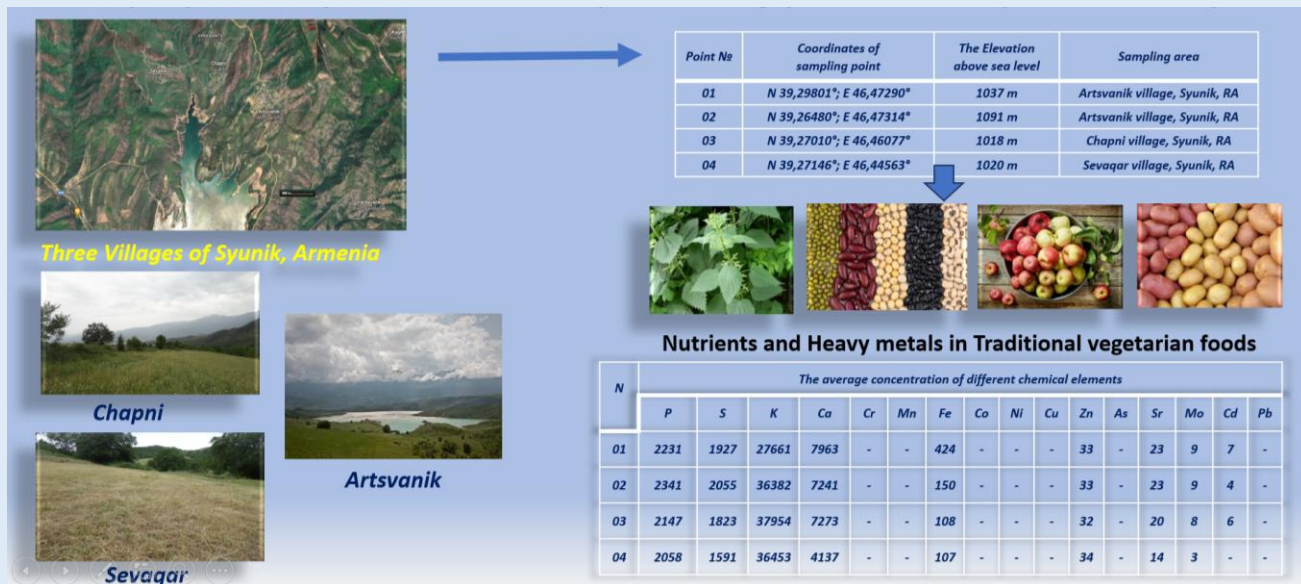 Three Villages of Syunik, Armenia
Chapni
Artsvanik
Sevaqar
Point №	Coordinates of sampling point	The Elevation above sea level	Sampling area
01	N 39,29801°; E 46,47290°	1037 m	Artsvanik village, Syunik, RA
02	N 39,26480°; E 46,47314°	1091 m	Artsvanik village, Syunik, RA
03	N 39,27010°; E 46,46077°	1018 m	Chapni village, Syunik, RA
04	N 39,27146°; E 46,44563°	1020 m	Sevaqar village, Syunik, RA
Nutrients and Heavy metals in Traditional vegetarian foods
N	The average concentration of different chemical elements
P	S	K	Ca	Cr	Mn	Fe	Co	Ni	Cu	Zn	As	Sr	Mo	Cd	Pb
01	2231	1927	27661	7963	-	-	424	-	-	-	33	-	23	9	7	-
02	2341	2055	36382	7241	-	-	150	-	-	-	33	-	23	9	4	-
03	2147	1823	37954	7273	-	-	108	-	-	-	32	-	20	8	6	-
04	2058	1591	36453	4137	-	-	107	-	-	-	34	-	14	3	-	-